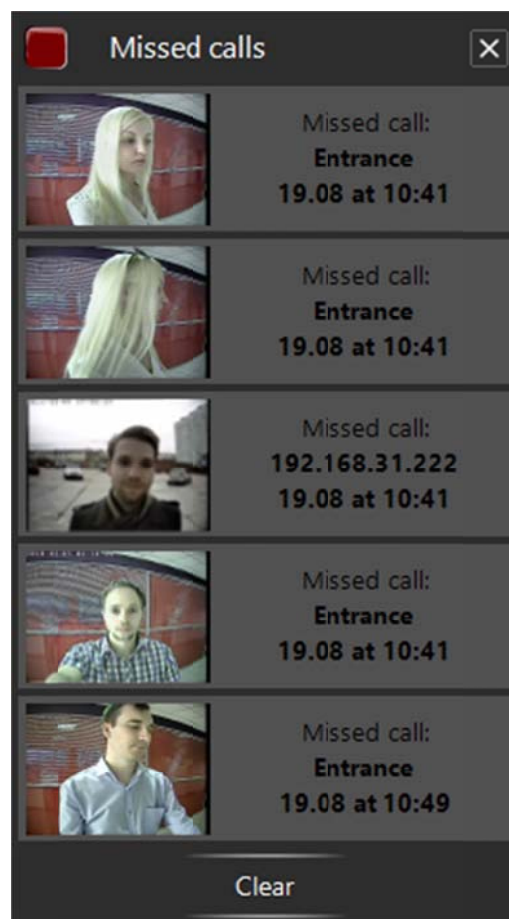 Missed calls
Missed call:
Entrance
19.08 at 10:41
Missed call:
Entrance
19.08 at 10:41
Missed call:
192.168.31.222
19.08 at 10:41
Missed call:
Entrance
19.08 at 10:41
Missed call:
Entrance
19.08 at 10:49
Clear